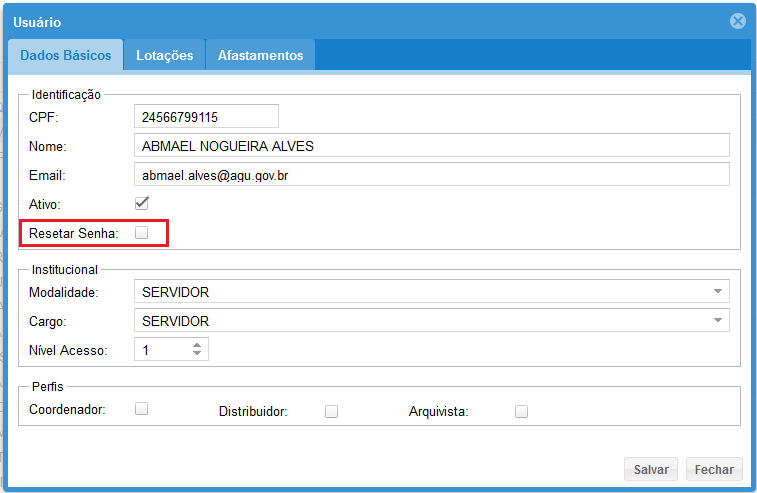 Usuário
Dados Básicos Lotações Afastamentos
Identificação
CPF: 24566799115
Nome: ABMAEL NOGUEIRA ALVES
Email: abmael.alves@agu.gov.br
Ativo:
Resetar Senha:
Institucional
Modalidade: SERVIDOR
Cargo: SERVIDOR
Nível Acesso: 1
Perfis
Coordenador: Distribuidor: Arquivista:
Salvar Fechar